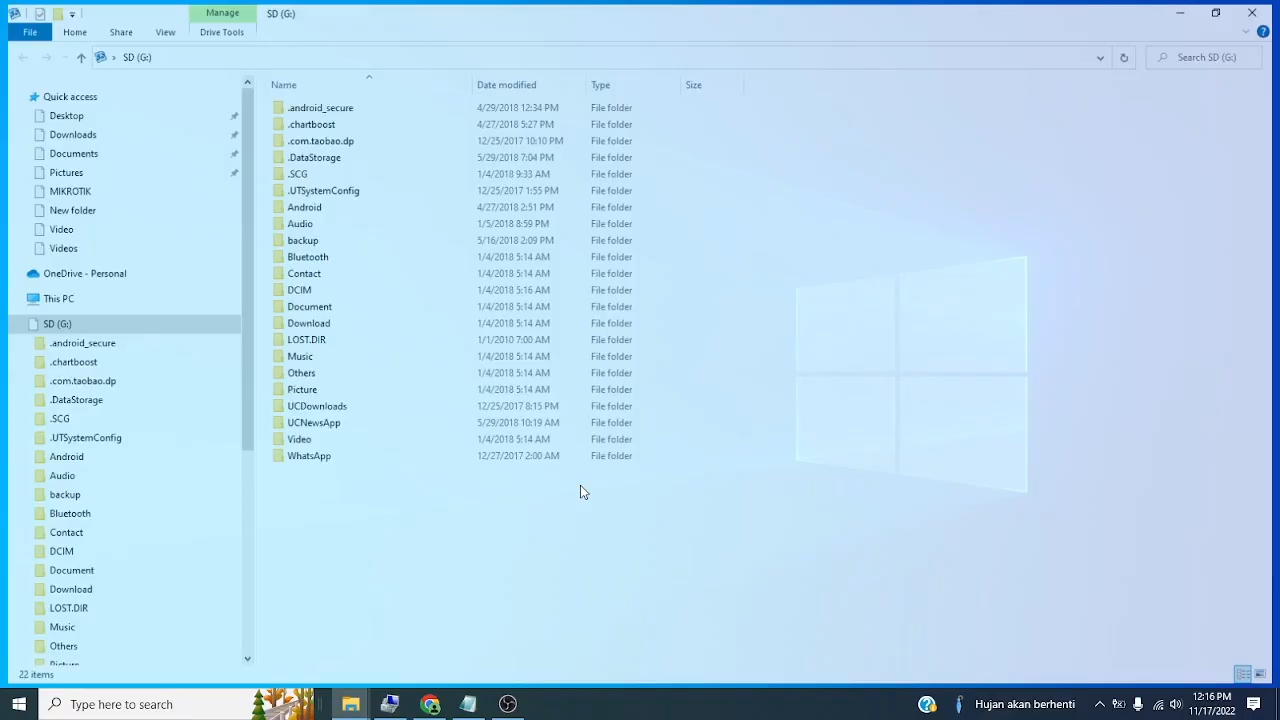 Manage
SD (G:)
File
Home
Share
View
Drive Tools
SD (G:)
Search SD (G:)
Quick access
Desktop
Downloads
Documents
Pictures
MIKROTIK
New folder
Video
Videos
OneDrive - Personal
This PC
SD (G:)
.android_secure
.chartboost
.com.taobao.dp
.DataStorage
.SCG
.UTSystemConfig
Android
Audio
backup
Bluetooth
Contact
DCIM
Document
Download
LOST.DIR
Music
Others
Picture
Name Date modified Type Size
.android_secure 4/29/2018 12:34 PM File folder
.chartboost 4/27/2018 5:27 PM File folder
.com.taobao.dp 12/25/2017 10:10 PM File folder
.DataStorage 5/29/2018 7:04 PM File folder
.SCG 1/4/2018 9:33 AM File folder
.UTSystemConfig 12/25/2017 1:55 PM File folder
Android 4/27/2018 2:51 PM File folder
Audio 1/5/2018 8:59 PM File folder
backup 5/16/2018 2:09 PM File folder
Bluetooth 1/4/2018 5:14 AM File folder
Contact 1/4/2018 5:14 AM File folder
DCIM 1/4/2018 5:16 AM File folder
Document 1/4/2018 5:14 AM File folder
Download 1/4/2018 5:14 AM File folder
LOST.DIR 1/1/2010 7:00 AM File folder
Music 1/4/2018 5:14 AM File folder
Others 1/4/2018 5:14 AM File folder
Picture 1/4/2018 5:14 AM File folder
UCDownloads 12/25/2017 8:15 PM File folder
UCNewsApp 5/29/2018 10:19 AM File folder
Video 1/4/2018 5:14 AM File folder
WhatsApp 12/27/2017 2:00 AM File folder
22 items
Type here to search
Hujan akan berhenti
12:16 PM
11/17/2022